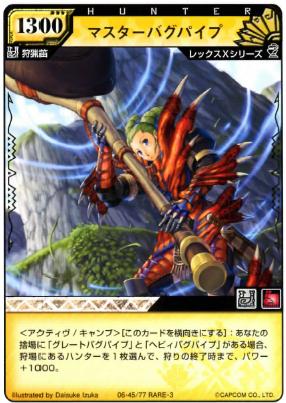 HUNTER
1300
マスターバグパイプ
狩猟笛
レックスXシリーズ
<アクティヴ/キャンプ>[このカードを横向きにする]:あなたの
捨場に「グレートバグパイプ」と「ヘビィバグパイプ」がある場合、
狩場にあるハンターを1枚選んで、狩りの終了時まで、パワー
+1000。
Illustrated by Daisuke Iizuka 06-45/77 RARE-3 ©CAPCOM CO., LTD.